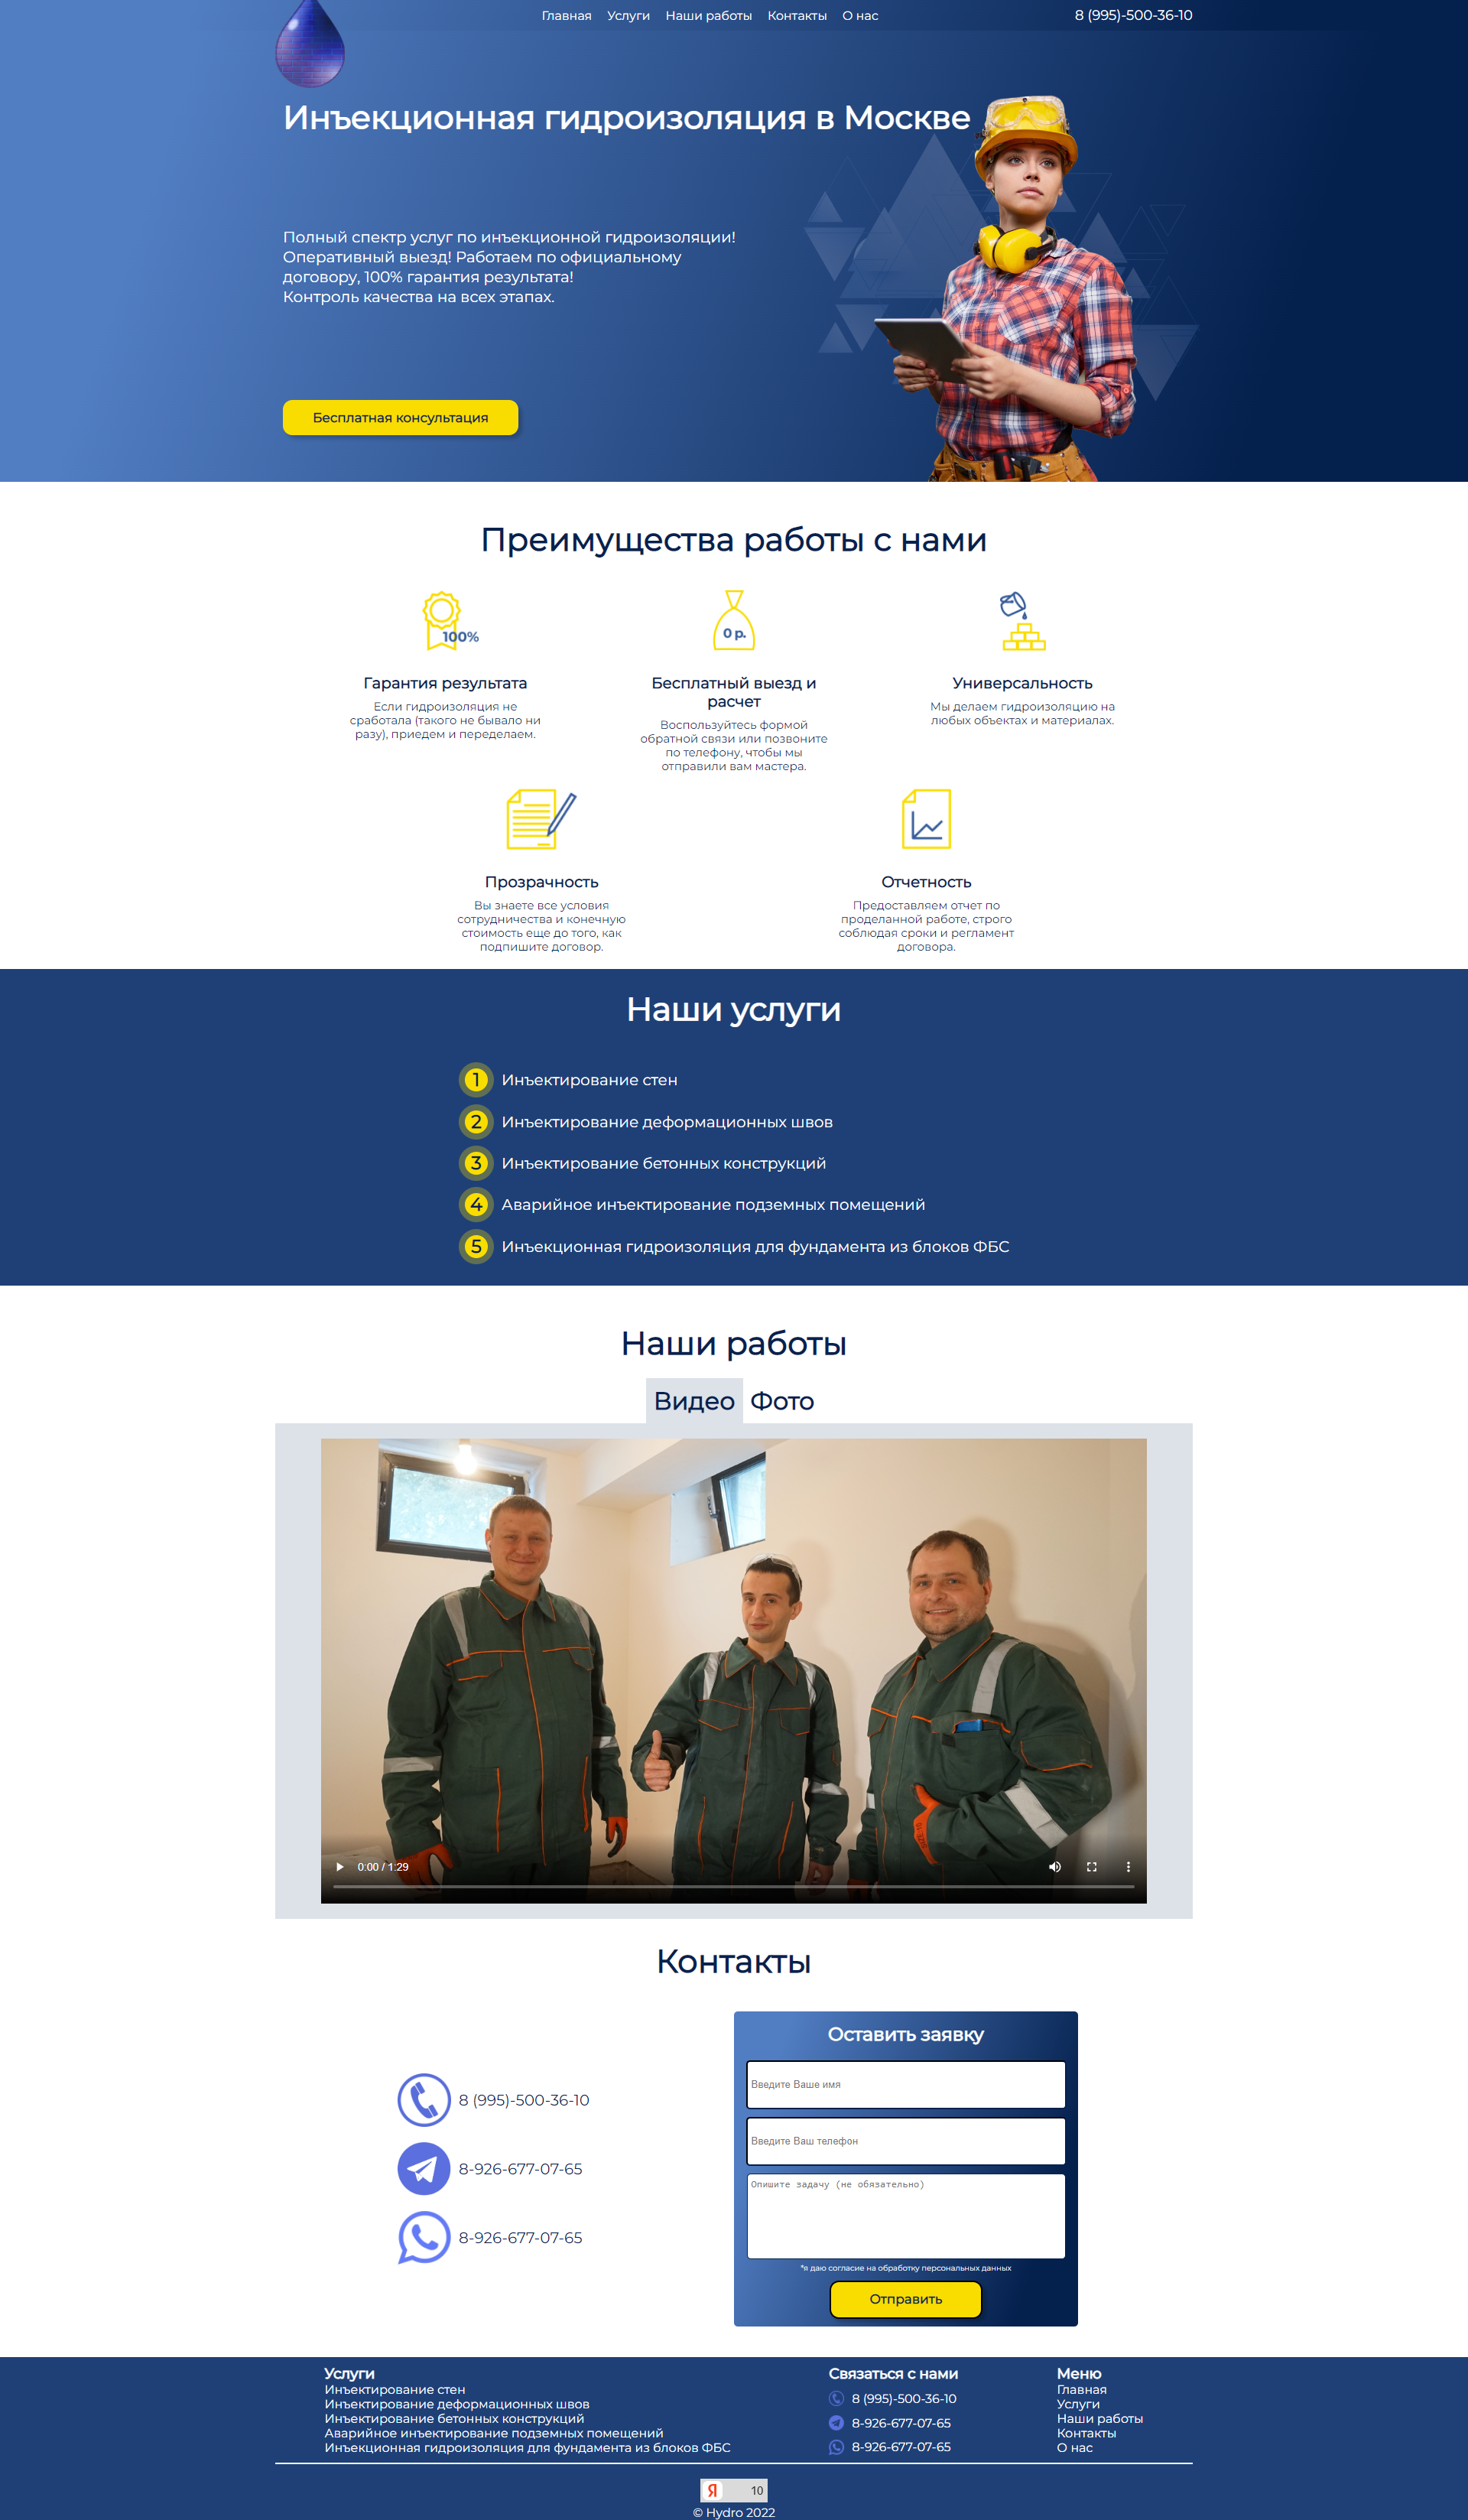 Главная Услуги Наши работы Контакты О нас 8 (995)-500-36-10
Инъекционная гидроизоляция в Москве
Полный спектр услуг по инъекционной гидроизоляции!
Оперативный выезд! Работаем по официальному
договору, 100% гарантия результата!
Контроль качества на всех этапах.
Бесплатная консультация
Преимущества работы с нами
100%
Гарантия результата
Если гидроизоляция не
сработала (такого не бывало ни
разу), приедем и переделаем.
0 р.
Бесплатный выезд и
расчет
Воспользуйтесь формой
обратной связи или позвоните
по телефону, чтобы мы
отправили вам мастера.
Универсальность
Мы делаем гидроизоляцию на
любых объектах и материалах.
Прозрачность
Вы знаете все условия
сотрудничества и конечную
стоимость еще до того, как
подпишите договор.
Отчетность
Предоставляем отчет по
проделанной работе, строго
соблюдая сроки и регламент
договора.
Наши услуги
1 Инъектирование стен
2 Инъектирование деформационных швов
3 Инъектирование бетонных конструкций
4 Аварийное инъектирование подземных помещений
5 Инъекционная гидроизоляция для фундамента из блоков ФБС
Наши работы
Видео Фото
0:00 / 1:29
Контакты
8 (995)-500-36-10
8-926-677-07-65
8-926-677-07-65
Оставить заявку
Введите Ваше имя
Введите Ваш телефон
Опишите задачу (не обязательно)
*я даю согласие на обработку персональных данных
Отправить
Услуги
Инъектирование стен
Инъектирование деформационных швов
Инъектирование бетонных конструкций
Аварийное инъектирование подземных помещений
Инъекционная гидроизоляция для фундамента из блоков ФБС
Связаться с нами
8 (995)-500-36-10
8-926-677-07-65
8-926-677-07-65
Меню
Главная
Услуги
Наши работы
Контакты
О нас
Я 10
© Hydro 2022